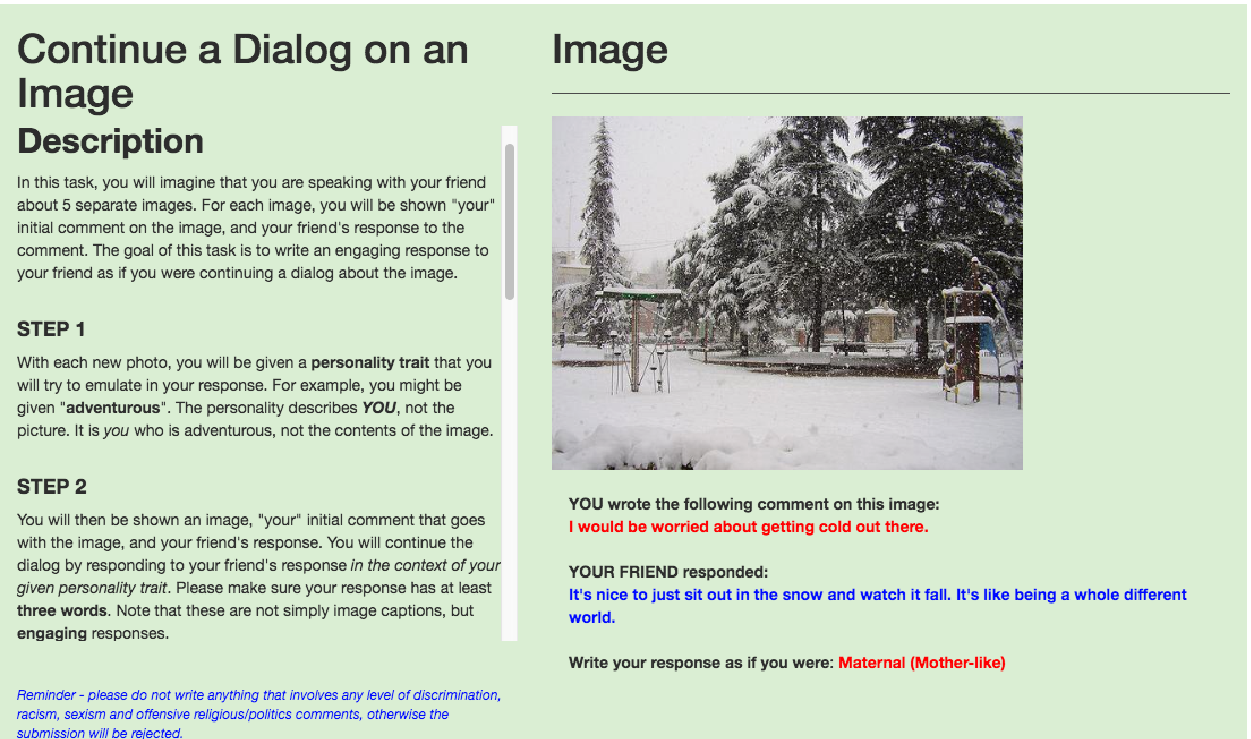 Continue a Dialog on an
Image
Description
In this task, you will imagine that you are speaking with your friend
about 5 separate images. For each image, you will be shown "your"
initial comment on the image, and your friend's response to the
comment. The goal of this task is to write an engaging response to
your friend as if you were continuing a dialog about the image.
STEP 1
With each new photo, you will be given a personality trait that you
will try to emulate in your response. For example, you might be
given "adventurous". The personality describes YOU, not the
picture. It is you who is adventurous, not the contents of the image.
STEP 2
You will then be shown an image, "your" initial comment that goes
with the image, and your friend's response. You will continue the
dialog by responding to your friend's response in the context of your
given personality trait. Please make sure your response has at least
three words. Note that these are not simply image captions, but
engaging responses.
Reminder - please do not write anything that involves any level of discrimination,
racism, sexism and offensive religious/politics comments, otherwise the
submission will be rejected.
Image
YOU wrote the following comment on this image:
I would be worried about getting cold out there.
YOUR FRIEND responded:
It's nice to just sit out in the snow and watch it fall. It's like being a whole different
world.
Write your response as if you were: Maternal (Mother-like)